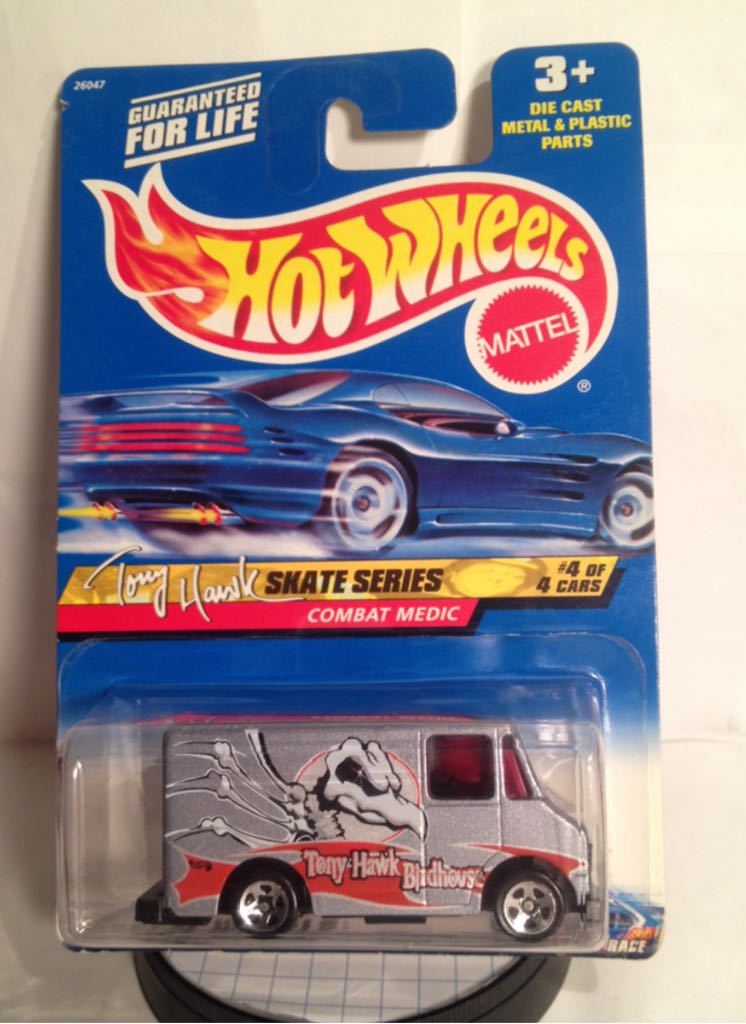 26047
GUARANTEED
FOR LIFE
3+
DIE CAST
METAL & PLASTIC
PARTS
HOT WHEELS
MATTEL
®
Tony Hawk SKATE SERIES
#4 OF
4 CARS
COMBAT MEDIC
Tony Hawk Birdhouse
RACE